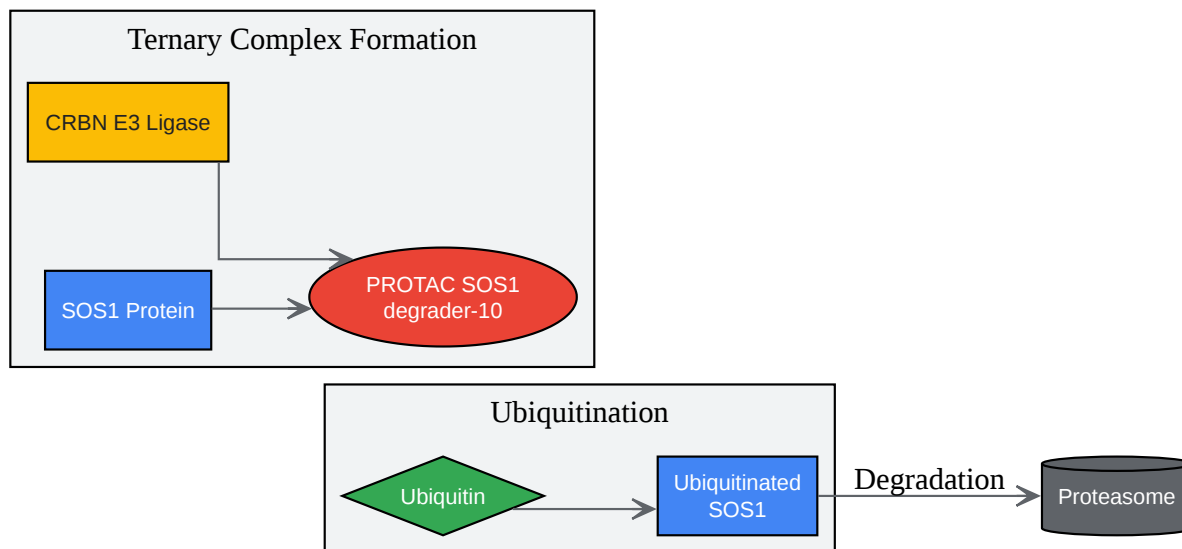 Ternary Complex Formation
CRBN E3 Ligase
SOS1 Protein
PROTAC SOS1
degrader-10
Ubiquitination
Ubiquitin
Ubiquitinated
SOS1
Degradation
Proteasome